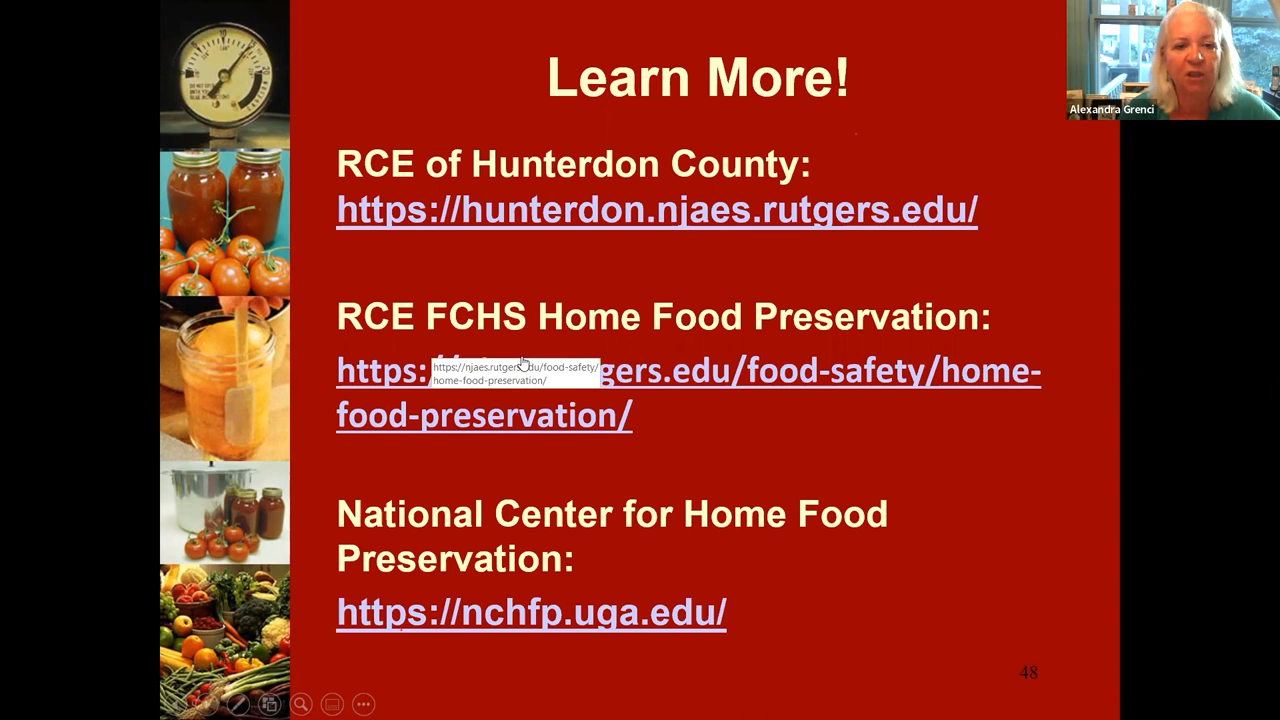 Learn More!
Alexandra Grenci
RCE of Hunterdon County:
https://hunterdon.njaes.rutgers.edu/
RCE FCHS Home Food Preservation:
https: gers.edu/food-safety/home-
https://njaes.rutgers.edu/food-safety/
home-food-preservation/
food-preservation/
National Center for Home Food
Preservation:
https://nchfp.uga.edu/
48